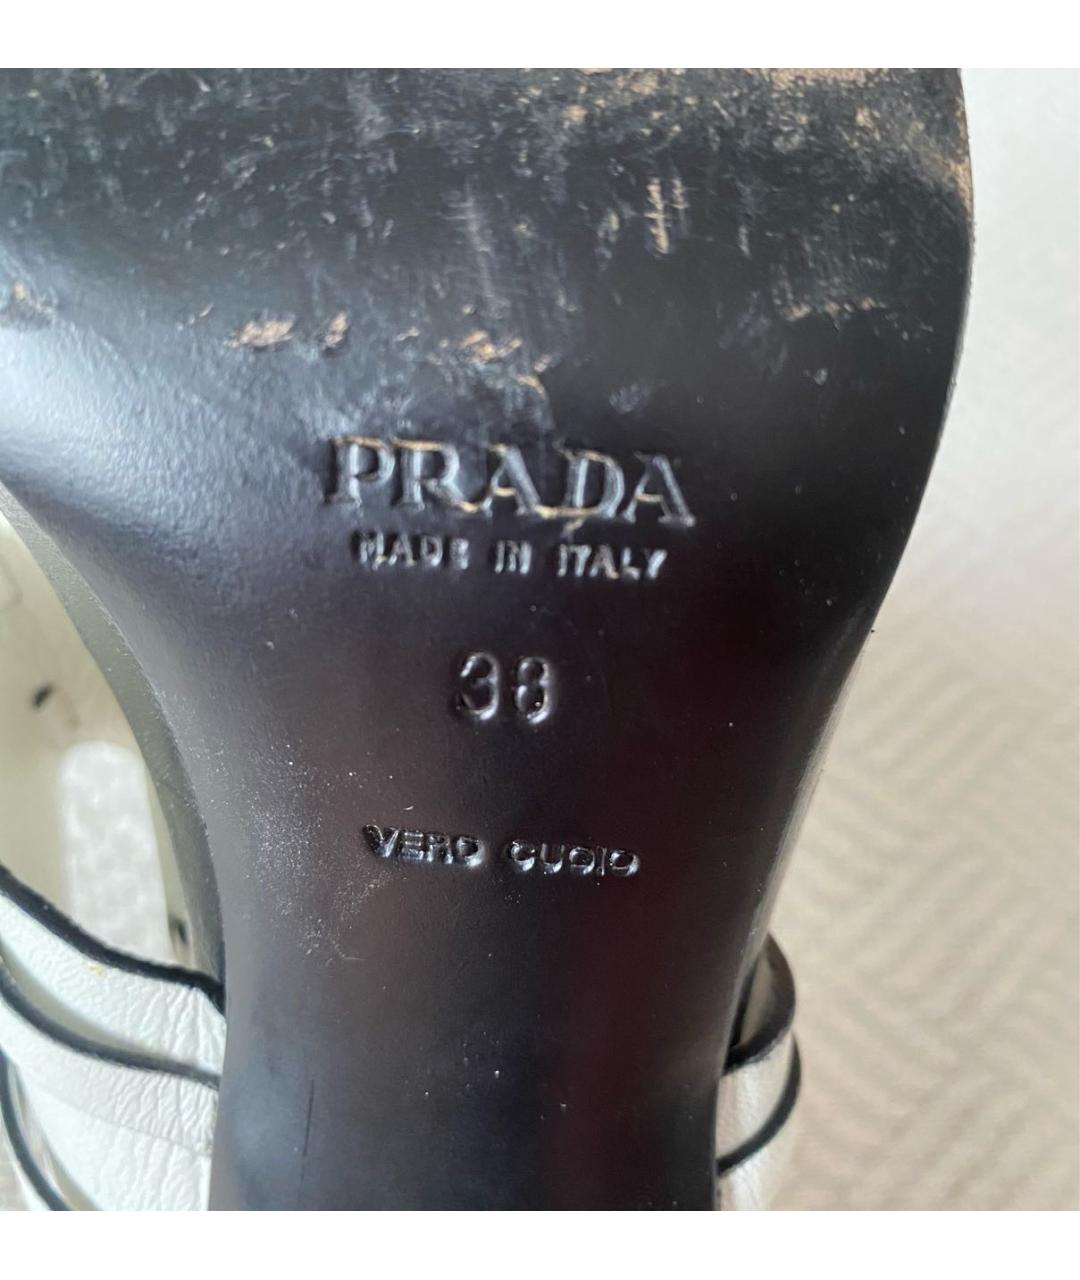 PRADA
MADE IN ITALY
38
VERO CUOIO